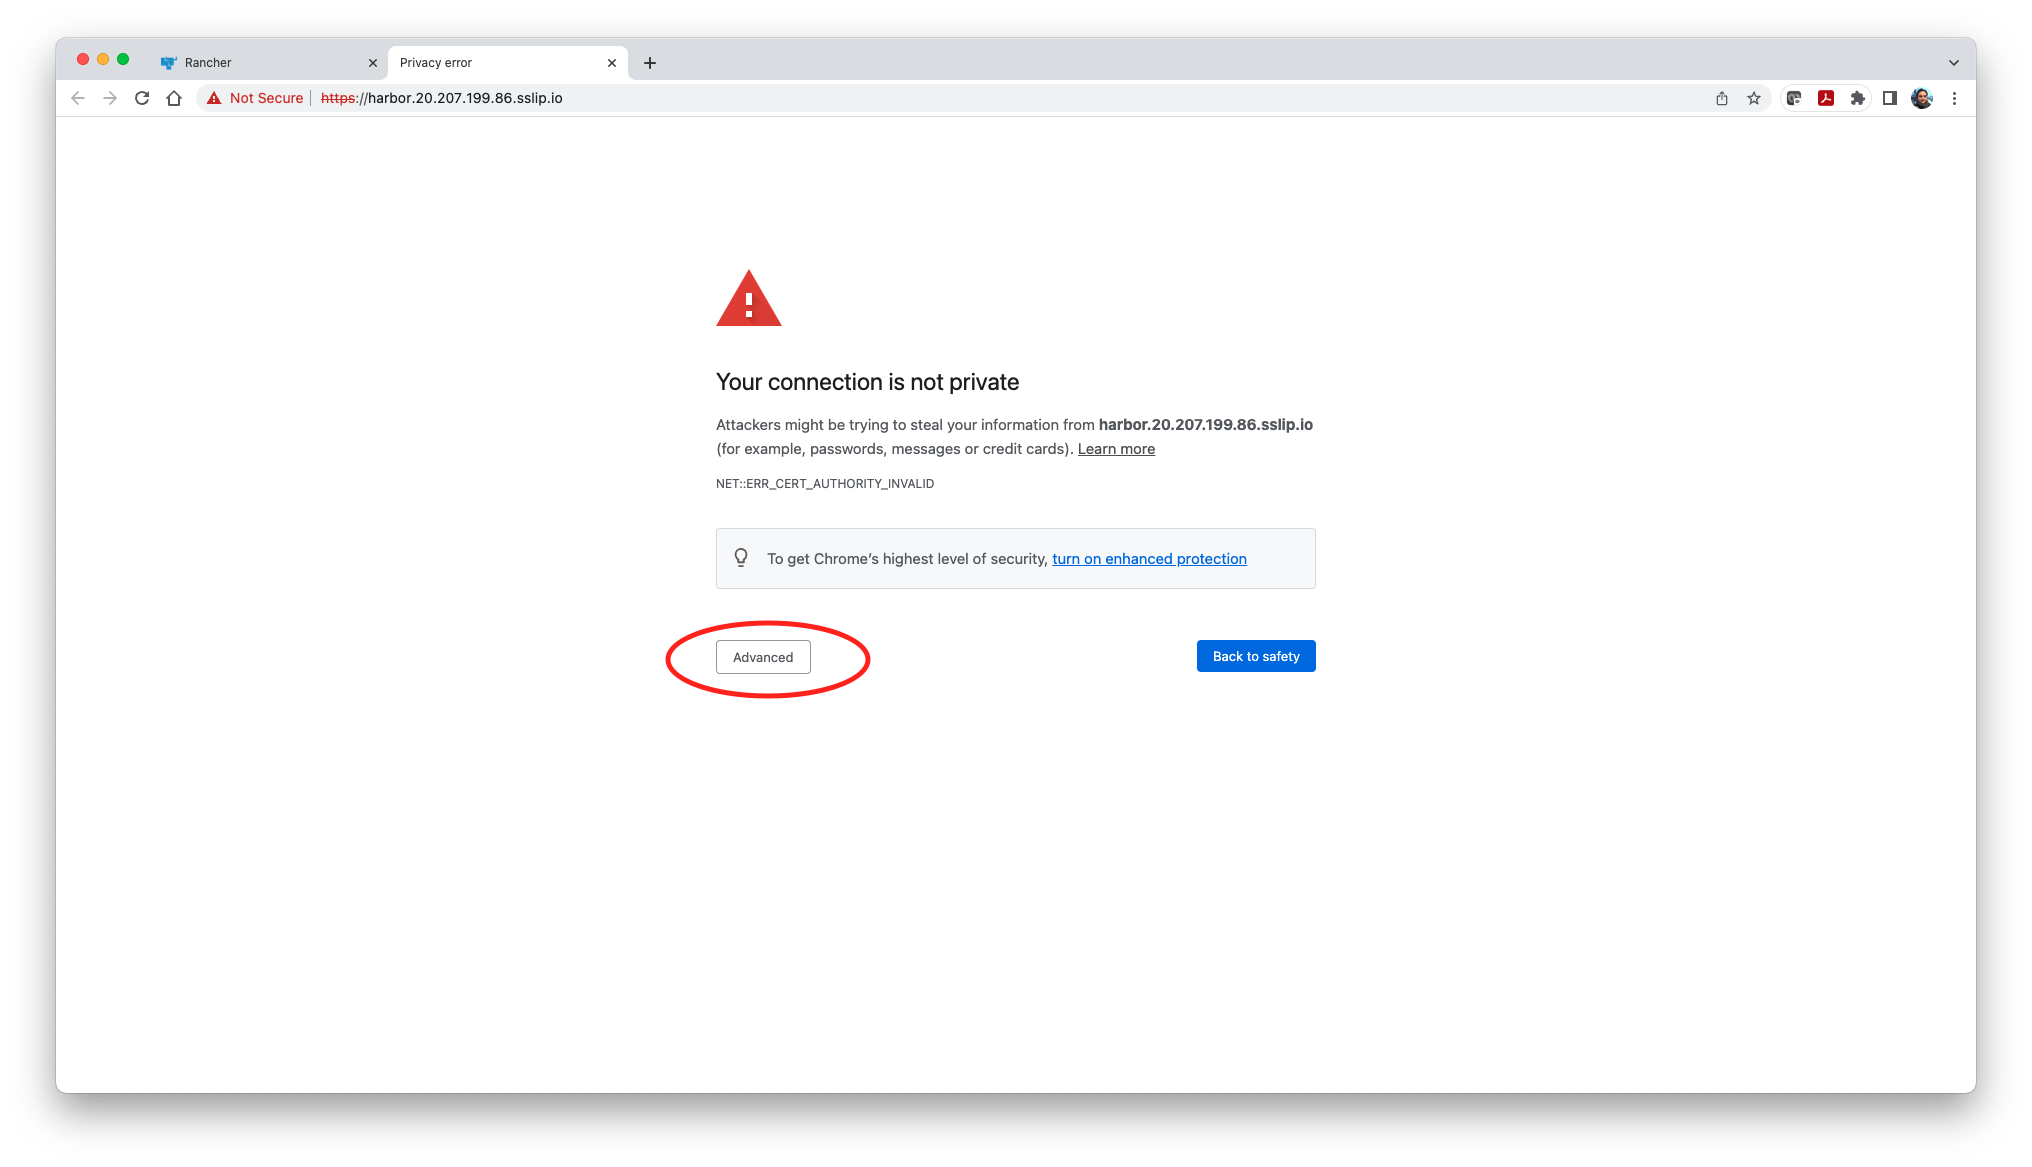 Rancher
Privacy error
Not Secure
https://harbor.20.207.199.86.sslip.io
Your connection is not private
Attackers might be trying to steal your information from harbor.20.207.199.86.sslip.io
(for example, passwords, messages or credit cards). Learn more
NET::ERR_CERT_AUTHORITY_INVALID
To get Chrome's highest level of security, turn on enhanced protection
Advanced
Back to safety